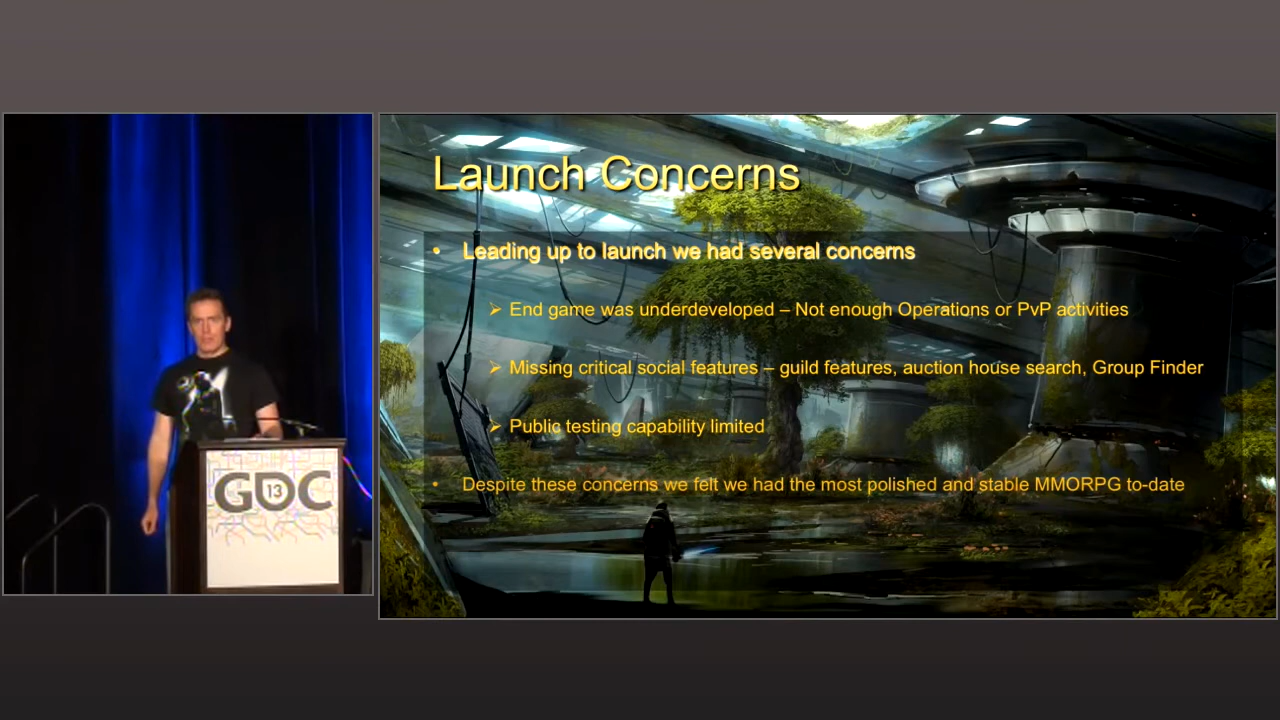 Launch Concerns
• Leading up to launch we had several concerns
➢ End game was underdeveloped – Not enough Operations or PvP activities
➢ Missing critical social features – guild features, auction house search, Group Finder
➢ Public testing capability limited
• Despite these concerns we felt we had the most polished and stable MMORPG to-date
GDC
13